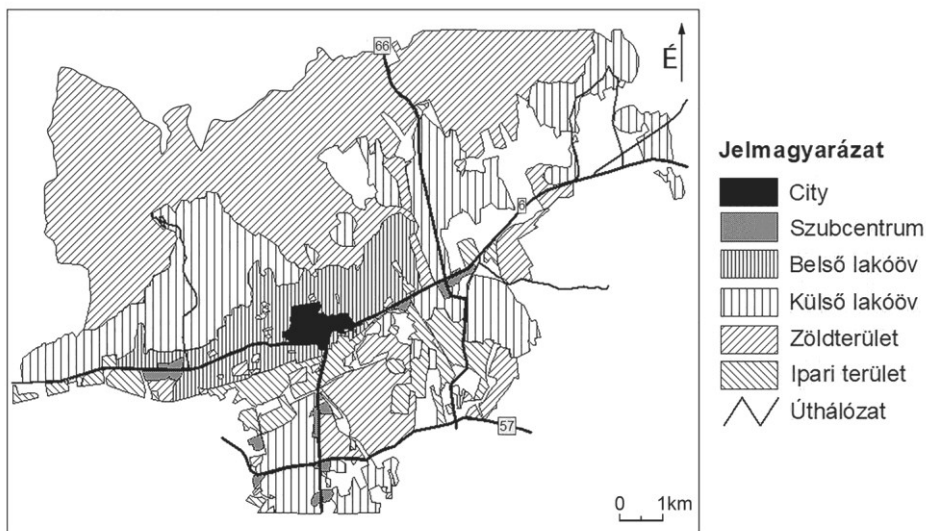 66
É
6
57
0 1km
Jelmagyarázat
City
Szubcentrum
Belső lakóöv
Külső lakóöv
Zöldterület
Ipari terület
Úthálózat